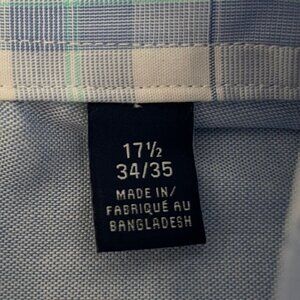 17½
34/35
MADE IN/
FABRIQUÉ AU
BANGLADESH